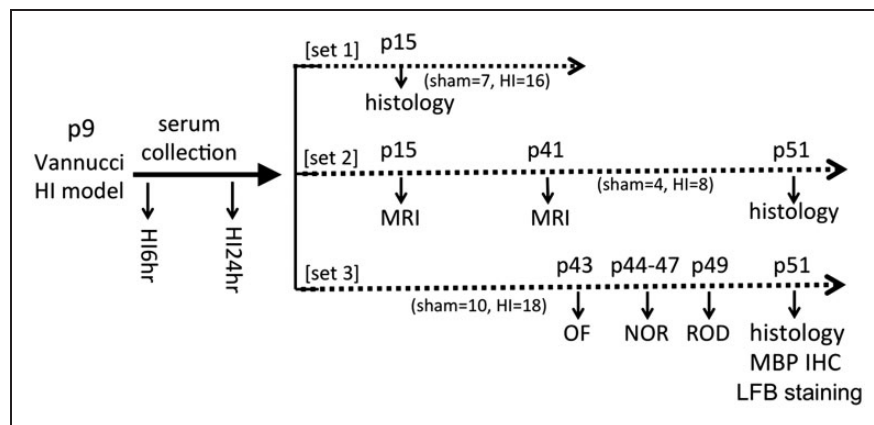 p9
Vannucci
HI model
serum
collection
HI6hr
HI24hr
[set 1]
p15
(sham=7, HI=16)
histology
[set 2]
p15
p41
p51
(sham=4, HI=8)
MRI
MRI
histology
[set 3]
p43
p44-47
p49
p51
(sham=10, HI=18)
OF
NOR
ROD
histology
MBP IHC
LFB staining